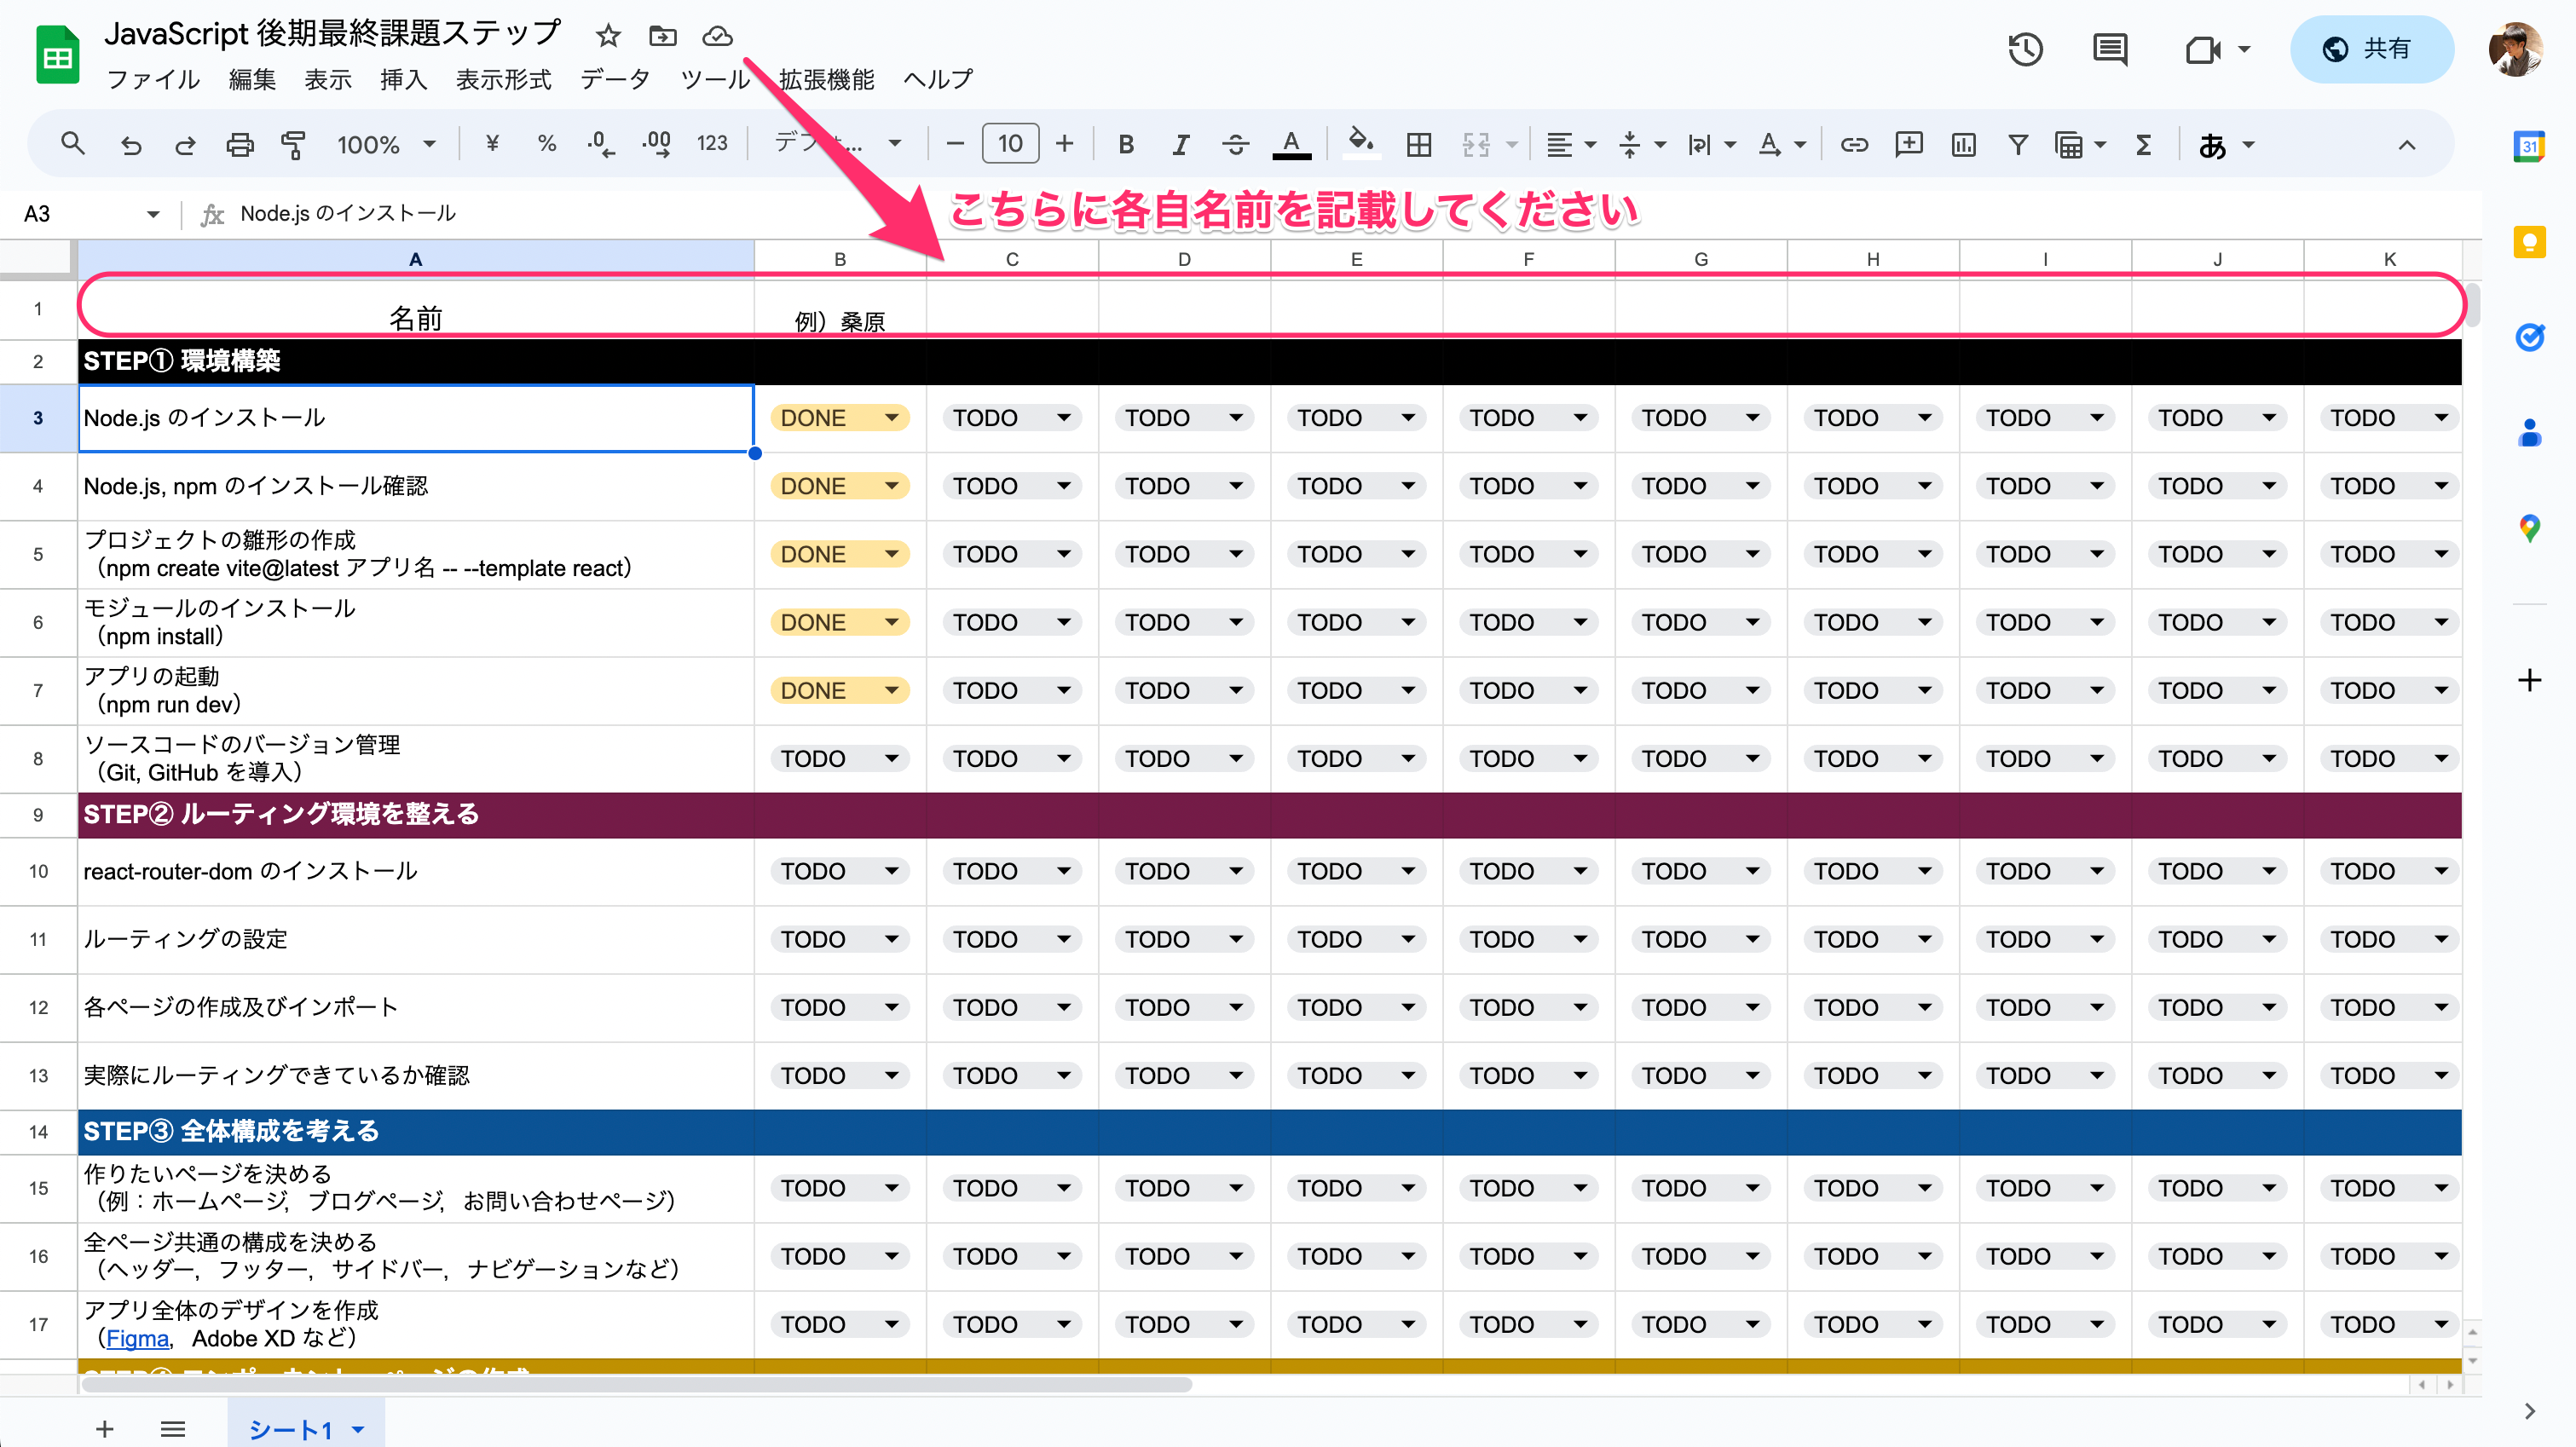 JavaScript 後期最終課題ステップ
ファイル 編集 表示 挿入 表示形式 データ ツール 拡張機能 ヘルプ
共有
100% ¥ % .0 .00 123 デフォ... 10 B I A A Σ あ
31
こちらに各自名前を記載してください
A3 fx Node.js のインストール
A B C D E F G H I J K
1 名前 例）桑原
2 STEP① 環境構築
3 Node.js のインストール DONE TODO TODO TODO TODO TODO TODO TODO TODO TODO
4 Node.js, npm のインストール確認 DONE TODO TODO TODO TODO TODO TODO TODO TODO TODO
5 プロジェクトの雛形の作成
（npm create vite@latest アプリ名 -- --template react） DONE TODO TODO TODO TODO TODO TODO TODO TODO TODO
6 モジュールのインストール
（npm install） DONE TODO TODO TODO TODO TODO TODO TODO TODO TODO
7 アプリの起動
（npm run dev） DONE TODO TODO TODO TODO TODO TODO TODO TODO TODO
8 ソースコードのバージョン管理
（Git, GitHub を導入） TODO TODO TODO TODO TODO TODO TODO TODO TODO TODO
9 STEP② ルーティング環境を整える
10 react-router-dom のインストール TODO TODO TODO TODO TODO TODO TODO TODO TODO TODO
11 ルーティングの設定 TODO TODO TODO TODO TODO TODO TODO TODO TODO TODO
12 各ページの作成及びインポート TODO TODO TODO TODO TODO TODO TODO TODO TODO TODO
13 実際にルーティングできているか確認 TODO TODO TODO TODO TODO TODO TODO TODO TODO TODO
14 STEP③ 全体構成を考える
15 作りたいページを決める
（例：ホームページ，ブログページ，お問い合わせページ） TODO TODO TODO TODO TODO TODO TODO TODO TODO TODO
16 全ページ共通の構成を決める
（ヘッダー，フッター，サイドバー，ナビゲーションなど） TODO TODO TODO TODO TODO TODO TODO TODO TODO TODO
17 アプリ全体のデザインを作成
（Figma，Adobe XD など） TODO TODO TODO TODO TODO TODO TODO TODO TODO TODO
シート1